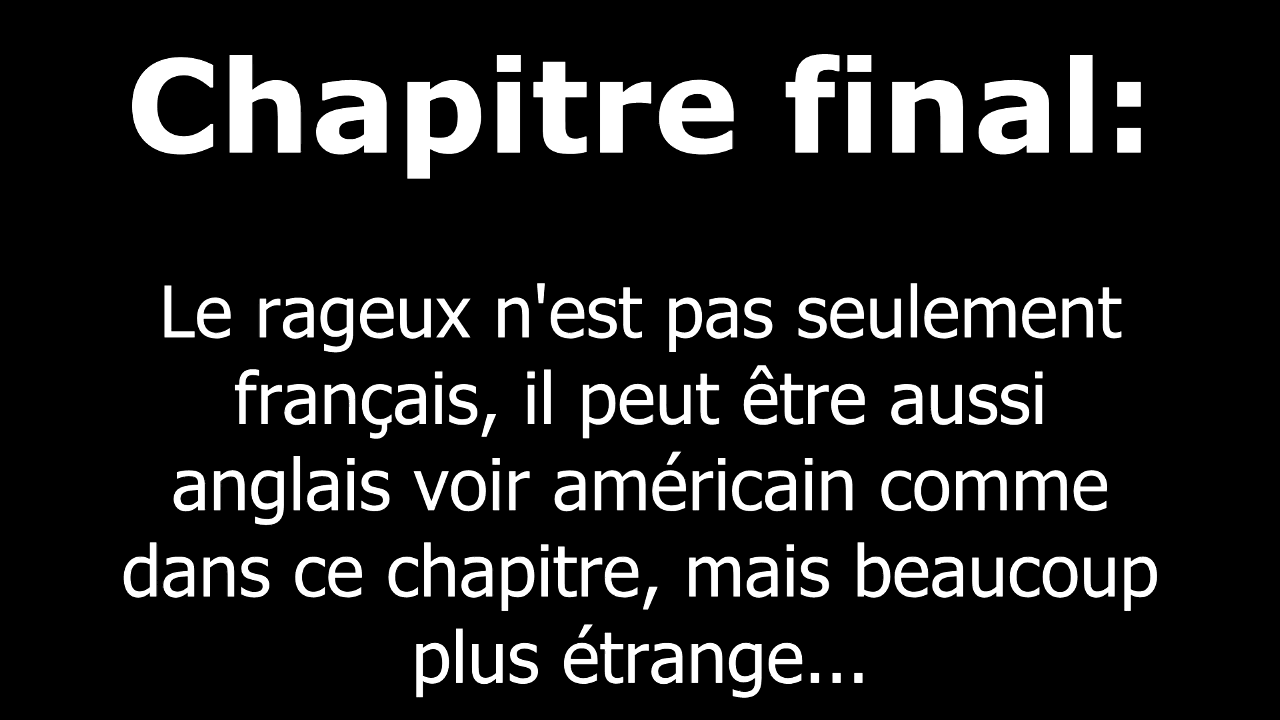 Chapitre final:
Le rageux n'est pas seulement
français, il peut être aussi
anglais voir américain comme
dans ce chapitre, mais beaucoup
plus étrange...